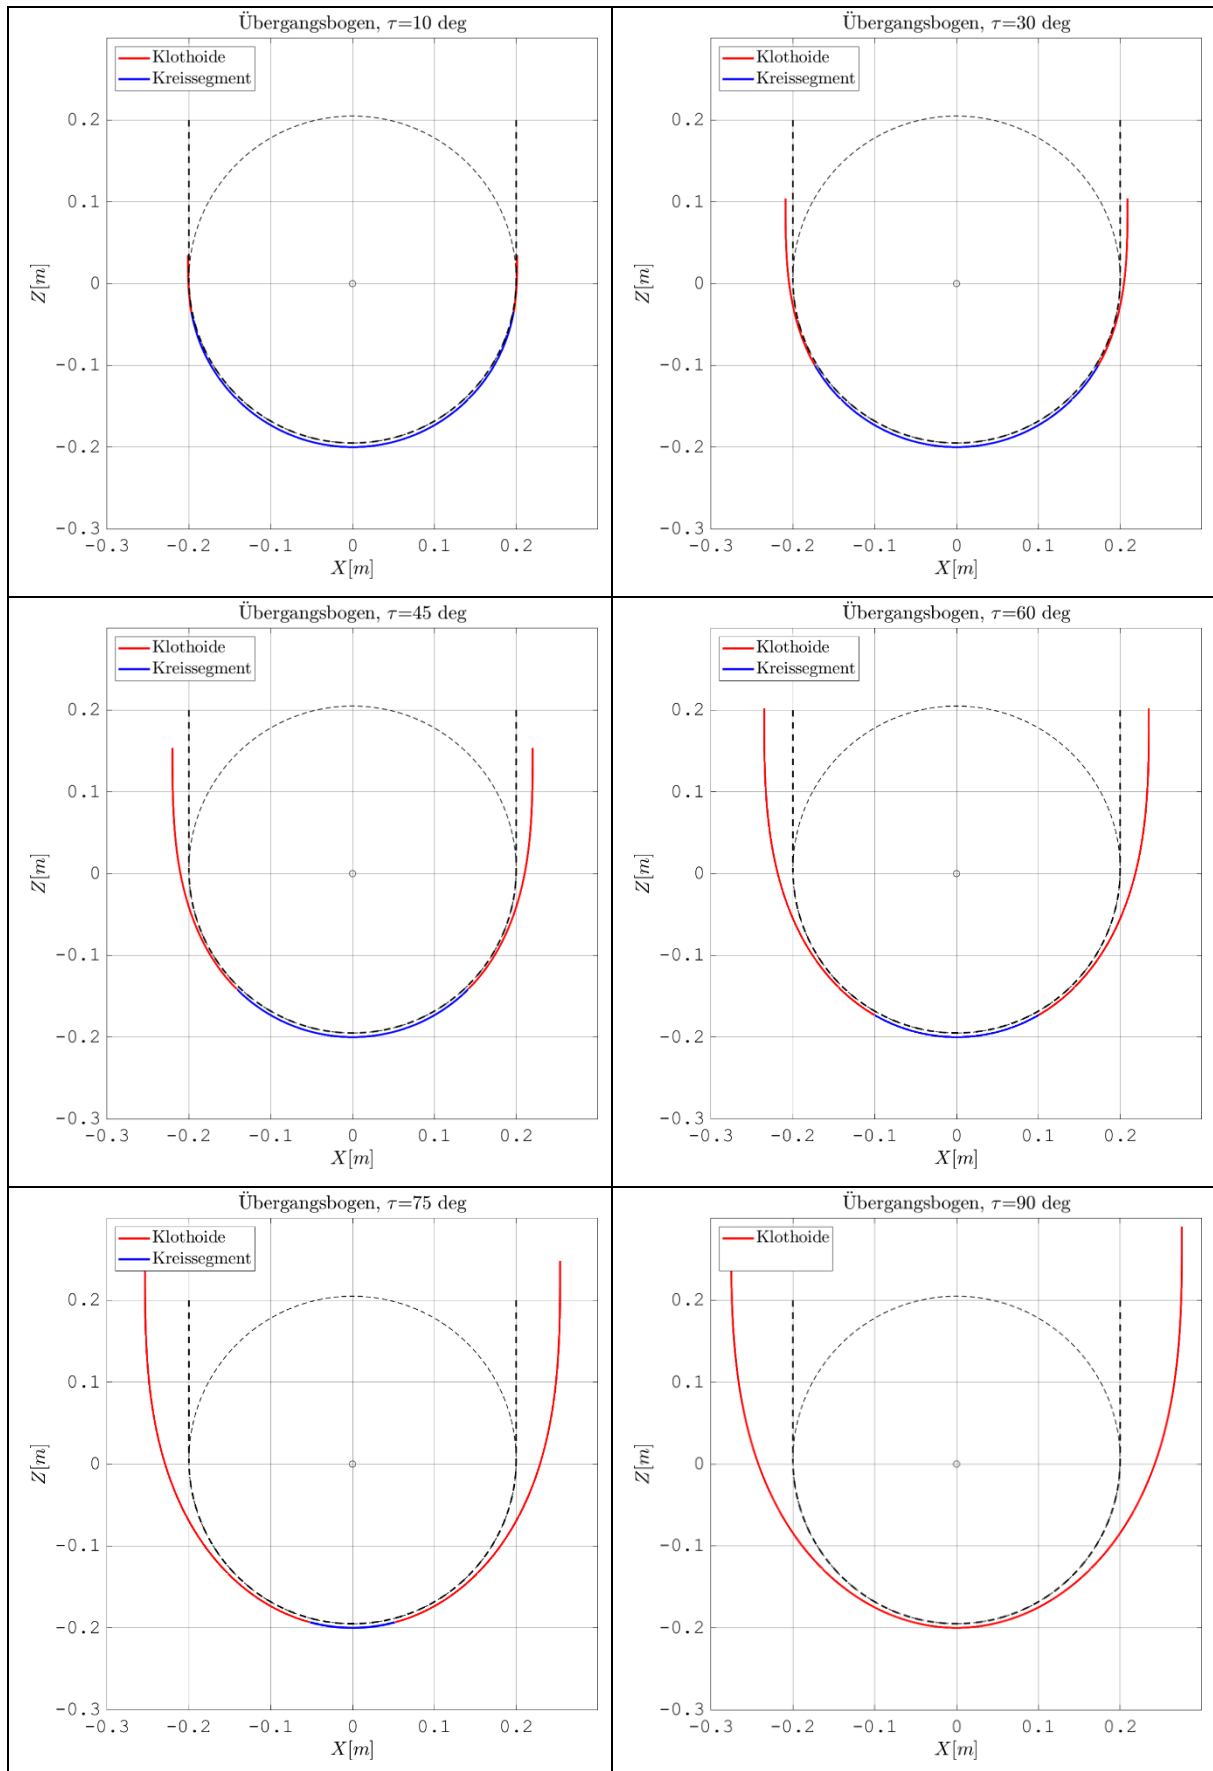 Übergangsbogen, τ=10 deg
Klothoide
Kreissegment
0.2
0.1
0
−0.1
−0.2
−0.3
Z[m]
−0.3 −0.2 −0.1 0 0.1 0.2
X[m]
Übergangsbogen, τ=30 deg
Klothoide
Kreissegment
0.2
0.1
0
−0.1
−0.2
−0.3
Z[m]
−0.3 −0.2 −0.1 0 0.1 0.2
X[m]
Übergangsbogen, τ=45 deg
Klothoide
Kreissegment
0.2
0.1
0
−0.1
−0.2
−0.3
Z[m]
−0.3 −0.2 −0.1 0 0.1 0.2
X[m]
Übergangsbogen, τ=60 deg
Klothoide
Kreissegment
0.2
0.1
0
−0.1
−0.2
−0.3
Z[m]
−0.3 −0.2 −0.1 0 0.1 0.2
X[m]
Übergangsbogen, τ=75 deg
Klothoide
Kreissegment
0.2
0.1
0
−0.1
−0.2
−0.3
Z[m]
−0.3 −0.2 −0.1 0 0.1 0.2
X[m]
Übergangsbogen, τ=90 deg
Klothoide
0.2
0.1
0
−0.1
−0.2
−0.3
Z[m]
−0.3 −0.2 −0.1 0 0.1 0.2
X[m]